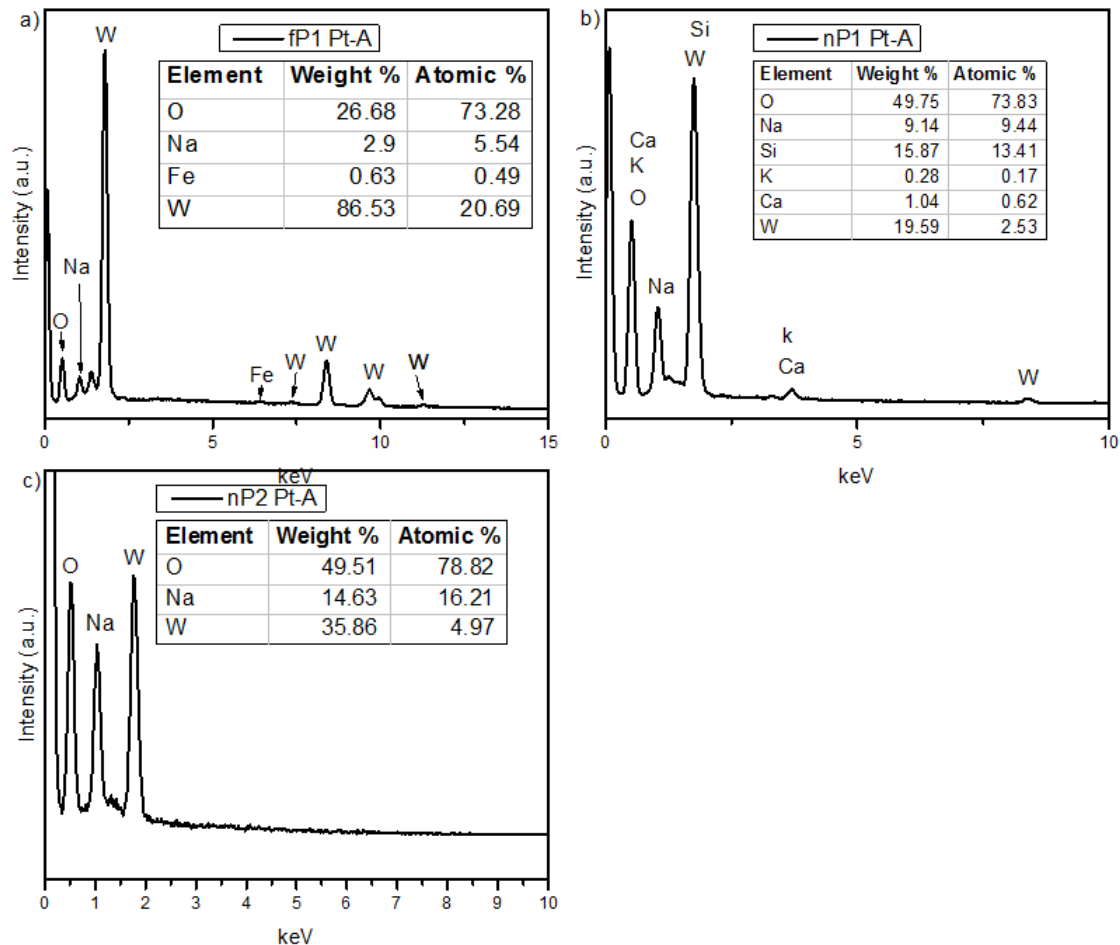 a)
fP1 Pt-A
W
Element Weight % Atomic %
O 26.68 73.28
Na 2.9 5.54
Fe 0.63 0.49
W 86.53 20.69
Na
O
Fe
W
W
W
W
Intensity (a.u.)
0 5 10 15
keV
b)
nP1 Pt-A
Si
W
Element Weight % Atomic %
O 49.75 73.83
Na 9.14 9.44
Si 15.87 13.41
K 0.28 0.17
Ca 1.04 0.62
W 19.59 2.53
Ca
K
O
Na
k
Ca
W
Intensity (a.u.)
0 5 10
keV
c)
nP2 Pt-A
Element Weight % Atomic %
O 49.51 78.82
Na 14.63 16.21
W 35.86 4.97
O
Na
W
Intensity (a.u.)
0 1 2 3 4 5 6 7 8 9 10
keV